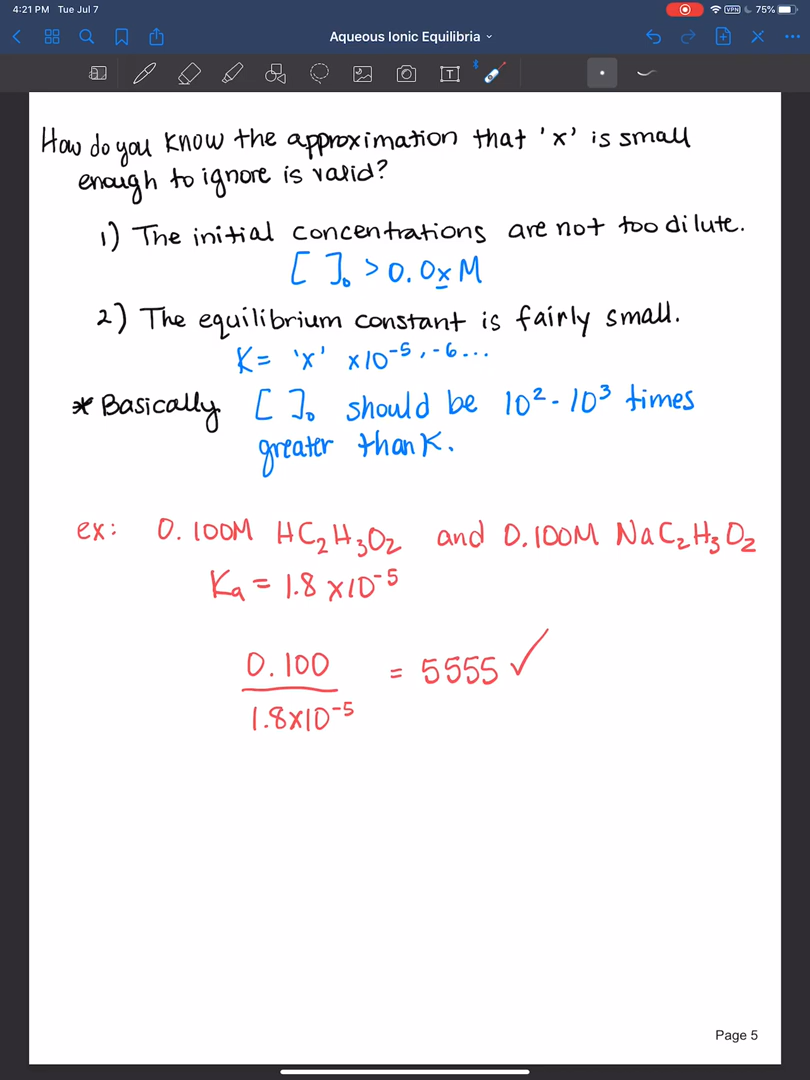 4:21 PM Tue Jul 7
VPN 75%
Aqueous Ionic Equilibria
T
How do you know the approximation that 'x' is small
enough to ignore is valid?
1) The initial concentrations are not too dilute.
[ ]₀ > 0.0x M
2) The equilibrium constant is fairly small.
K = 'x' x10⁻⁵, ⁻⁶...
* Basically [ ]₀ should be 10² - 10³ times
greater than K.
ex: 0.100M HC₂H₃O₂ and 0.100M NaC₂H₃O₂
Ka = 1.8 x10⁻⁵
0.100
= 5555 ✓
1.8x10⁻⁵
Page 5